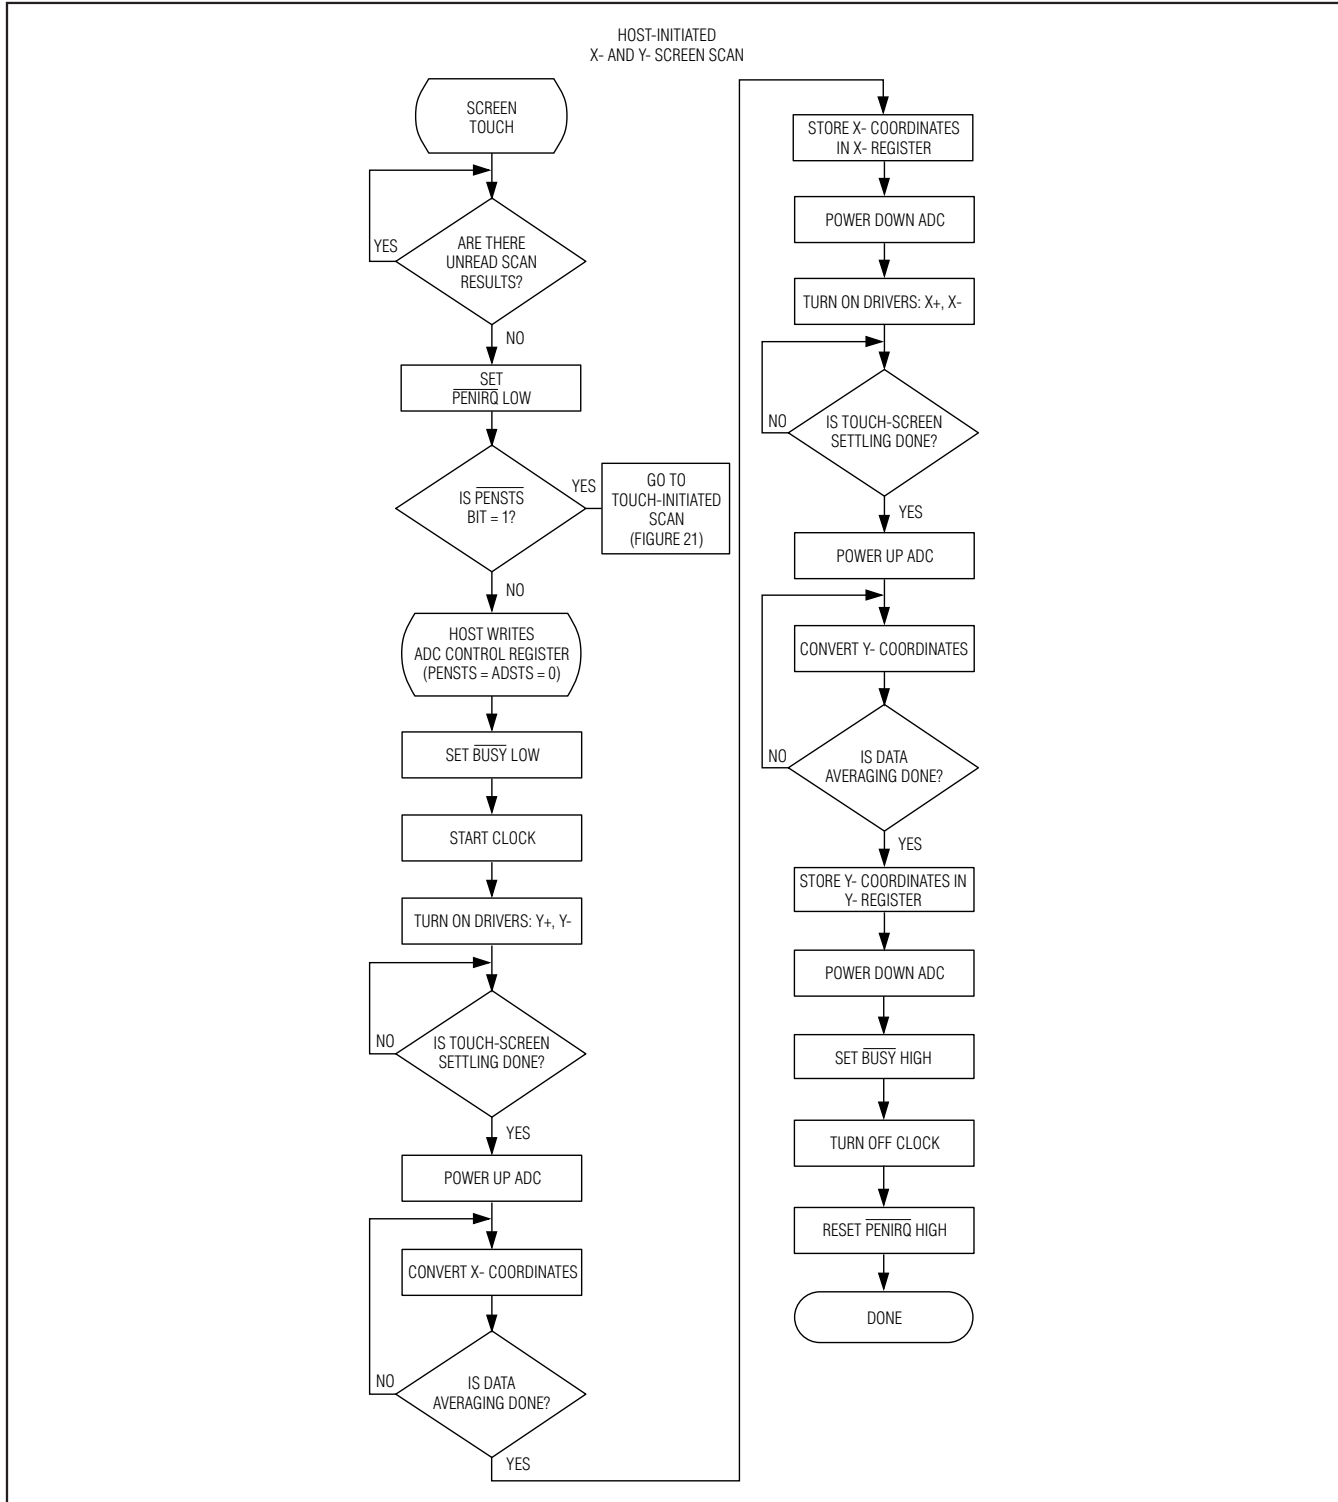 HOST-INITIATED
X- AND Y- SCREEN SCAN
SCREEN
TOUCH
YES
ARE THERE
UNREAD SCAN
RESULTS?
NO
SET
PENIRQ LOW
IS PENSTS
BIT = 1?
YES
GO TO
TOUCH-INITIATED
SCAN
(FIGURE 21)
NO
HOST WRITES
ADC CONTROL REGISTER
(PENSTS = ADSTS = 0)
SET BUSY LOW
START CLOCK
TURN ON DRIVERS: Y+, Y-
NO
IS TOUCH-SCREEN
SETTLING DONE?
YES
POWER UP ADC
CONVERT X- COORDINATES
NO
IS DATA
AVERAGING DONE?
YES
STORE X- COORDINATES
IN X- REGISTER
POWER DOWN ADC
TURN ON DRIVERS: X+, X-
NO
IS TOUCH-SCREEN
SETTLING DONE?
YES
POWER UP ADC
CONVERT Y- COORDINATES
NO
IS DATA
AVERAGING DONE?
YES
STORE Y- COORDINATES IN
Y- REGISTER
POWER DOWN ADC
SET BUSY HIGH
TURN OFF CLOCK
RESET PENIRQ HIGH
DONE